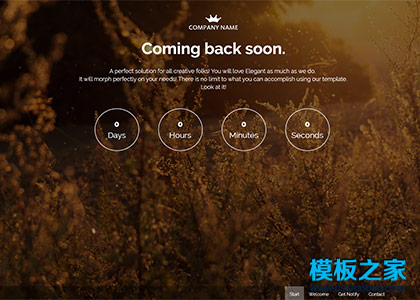 COMPANY NAME
Coming back soon.
A perfect solution for all creative folks! You will love Elegant as much as we do.
It will morph perfectly on your needs! There is no limit to what you can accomplish using our template.
Look at it!
0 0 0 0
Days Hours Minutes Seconds
模板之家
Start Welcome Get Notify Contact